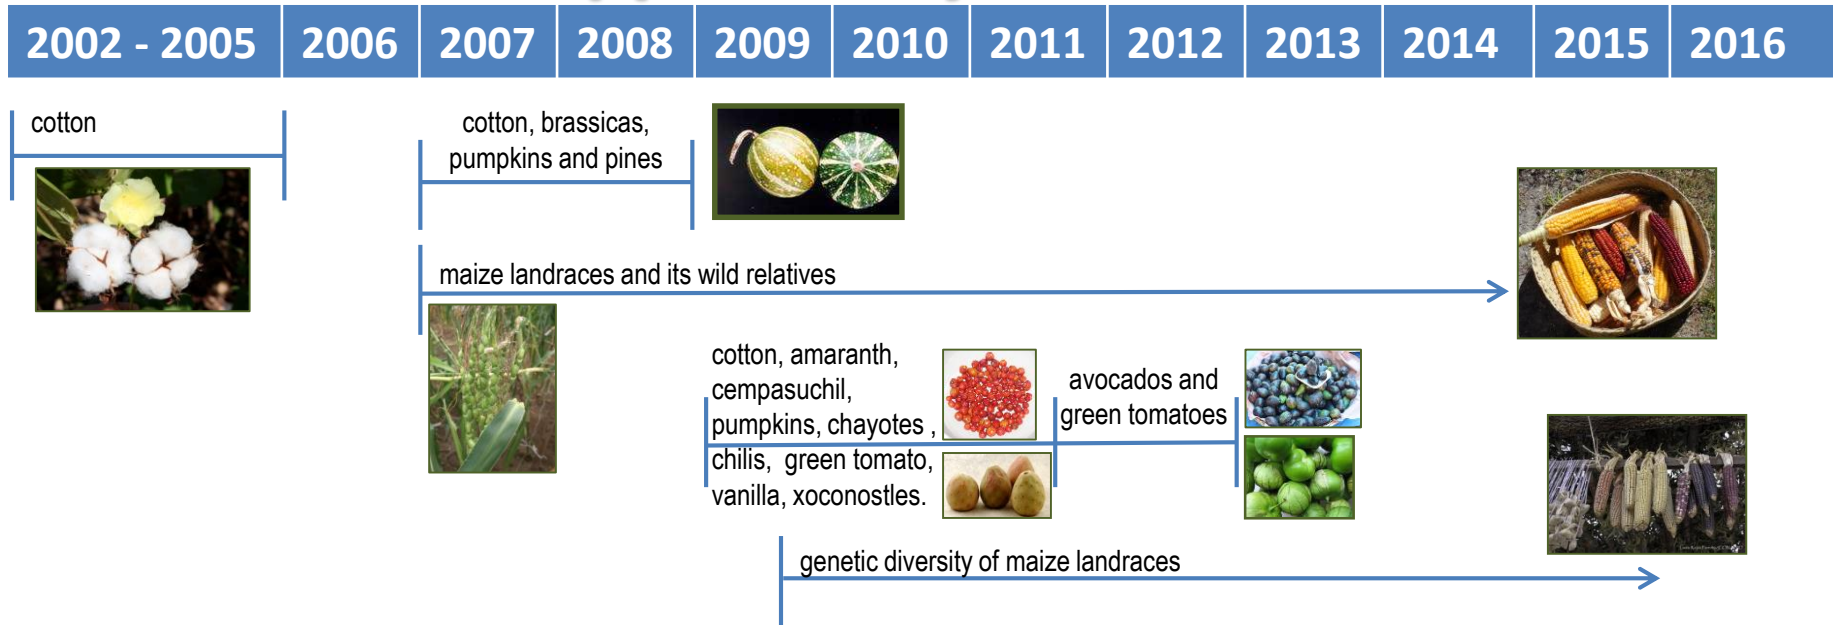 2002 - 2005 2006 2007 2008 2009 2010 2011 2012 2013 2014 2015 2016
cotton
cotton, brassicas,
pumpkins and pines
maize landraces and its wild relatives
cotton, amaranth,
cempasuchil,
pumpkins, chayotes ,
chilis, green tomato,
vanilla, xoconostles.
avocados and
green tomatoes
genetic diversity of maize landraces